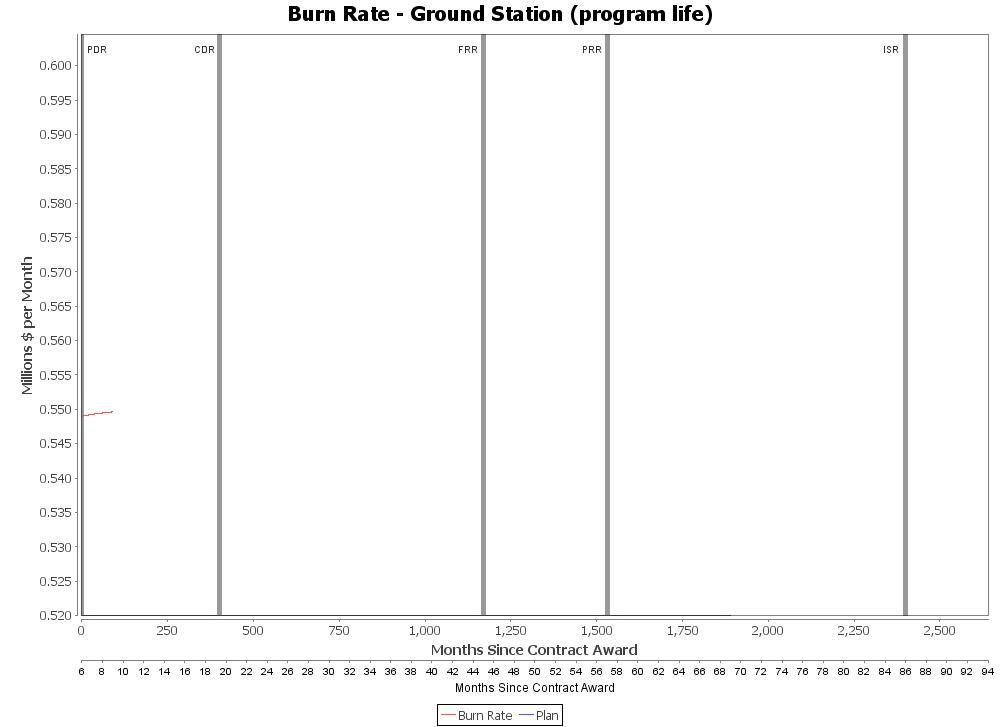 Burn Rate - Ground Station (program life)
PDR CDR FRR PRR ISR
0.600
0.595
0.590
0.585
0.580
0.575
0.570
0.565
0.560
0.555
0.550
0.545
0.540
0.535
0.530
0.525
0.520
Millions $ per Month
0 250 500 750 1,000 1,250 1,500 1,750 2,000 2,250 2,500
Months Since Contract Award
6 8 10 12 14 16 18 20 22 24 26 28 30 32 34 36 38 40 42 44 46 48 50 52 54 56 58 60 62 64 66 68 70 72 74 76 78 80 82 84 86 88 90 92 94
Months Since Contract Award
Burn Rate Plan